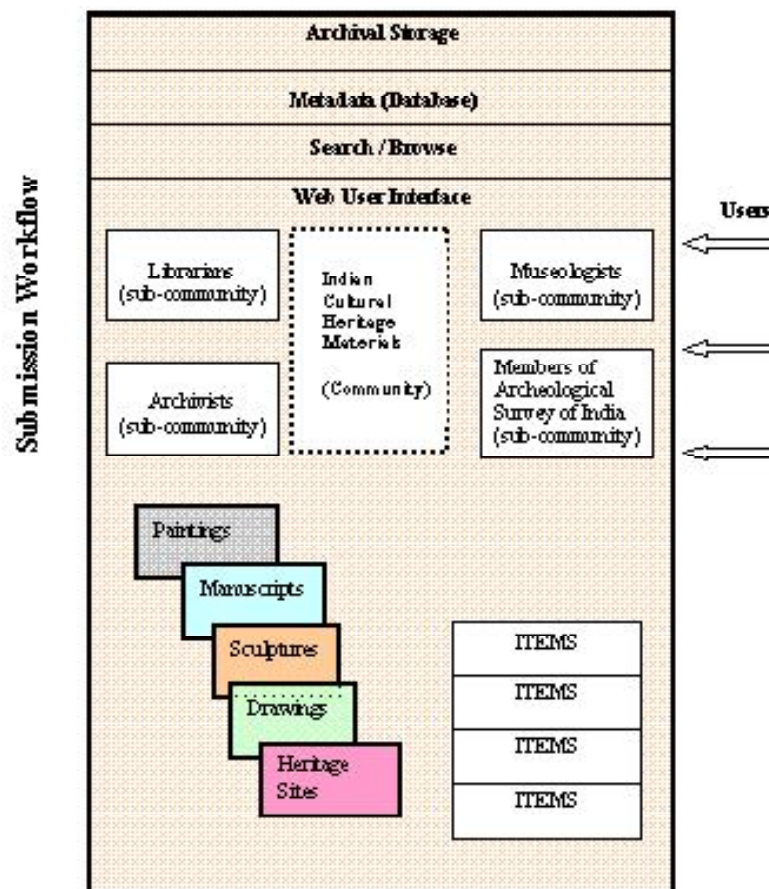 Archival Storage
Metadata (Database)
Search / Browse
Web User Interface
Submission Workflow
Users
Librarians
(sub-community)
Indian
Cultural
Heritage
Materials
(Community)
Museologists
(sub-community)
Archivists
(sub-community)
Members of
Archeological
Survey of India
(sub-community)
Paintings
Manuscripts
Sculptures
Drawings
Heritage
Sites
ITEMS
ITEMS
ITEMS
ITEMS